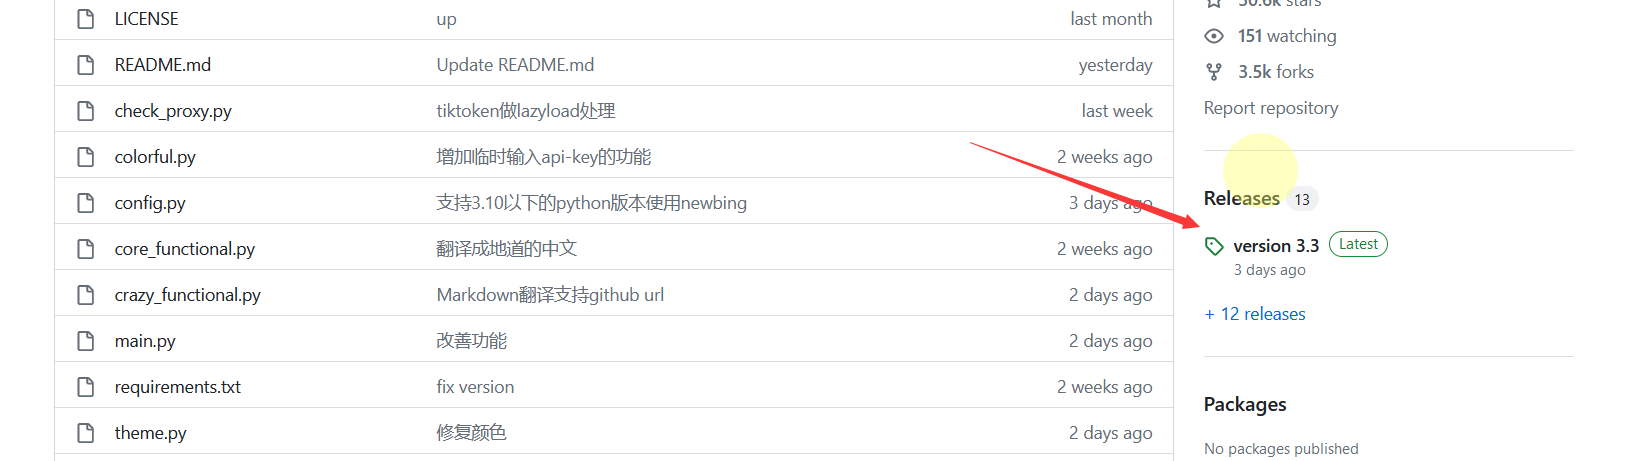 LICENSE up last month
README.md Update README.md yesterday
check_proxy.py tiktoken做lazyload处理 last week
colorful.py 增加临时输入api-key的功能 2 weeks ago
config.py 支持3.10以下的python版本使用newbing 3 days ago
core_functional.py 翻译成地道的中文 2 weeks ago
crazy_functional.py Markdown翻译支持github url 2 days ago
main.py 改善功能 2 days ago
requirements.txt fix version 2 weeks ago
theme.py 修复颜色 2 days ago
30.6k stars
151 watching
3.5k forks
Report repository
Releases 13
version 3.3 Latest
3 days ago
+ 12 releases
Packages
No packages published